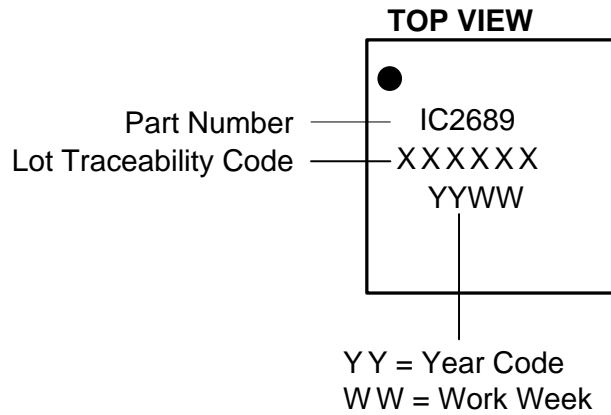 TOP VIEW
Part Number
IC2689
Lot Traceability Code
XXXXXX
YYWW
YY = Year Code
WW = Work Week